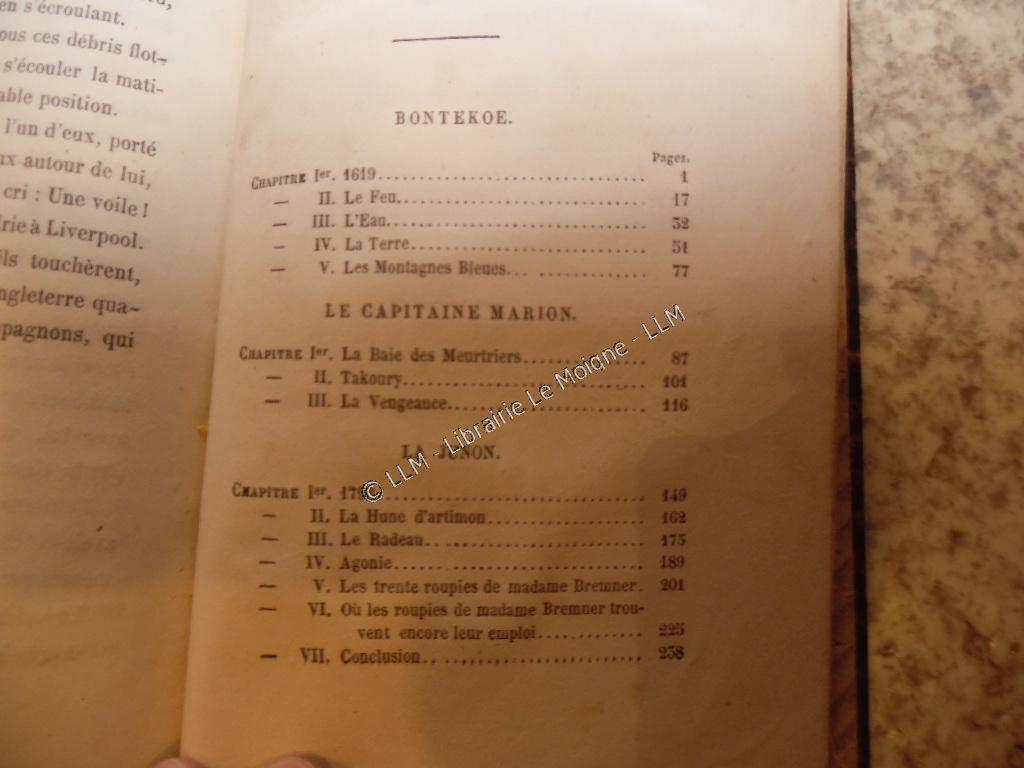 en s'écroulant.
ous ces débris flot-
s'écouler la mati-
able position.
l'un d'eux, porté
ux autour de lui,
cri : Une voile !
drie à Liverpool.
ils touchèrent,
ngleterre qua-
pagnons, qui
BONTEKOE.
Pages.
CHAPITRE Ier. 1619.......... 1
— II. Le Feu.......... 17
— III. L'Eau.......... 32
— IV. La Terre.......... 51
— V. Les Montagnes Bleues.......... 77
LE CAPITAINE MARION.
CHAPITRE Ier. La Baie des Meurtriers.......... 87
— II. Takoury.......... 101
— III. La Vengeance.......... 116
LA JUNON.
CHAPITRE Ier. .......... 149
— II. La Hune d'artimon.......... 162
— III. Le Radeau.......... 175
— IV. Agonie.......... 189
— V. Les trente roupies de madame Bremner. 201
— VI. Où les roupies de madame Bremner trou-
vent encore leur emploi.......... 225
— VII. Conclusion.......... 238
© LLM - Librairie Le Moigne - LLM